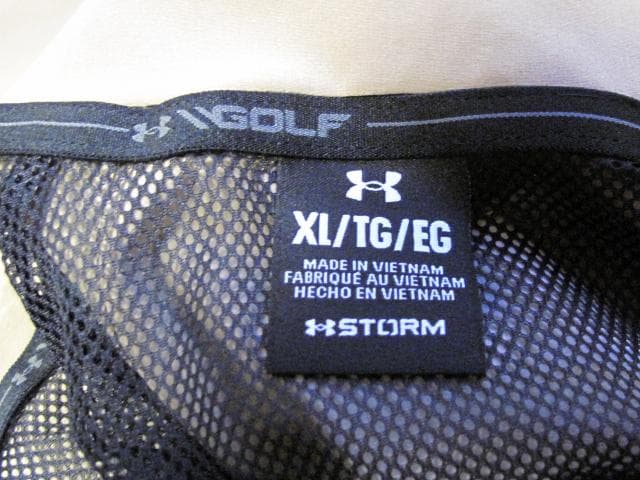 \\GOLF
XL/TG/EG
MADE IN VIETNAM
FABRIQUÉ AU VIETNAM
HECHO EN VIETNAM
STORM